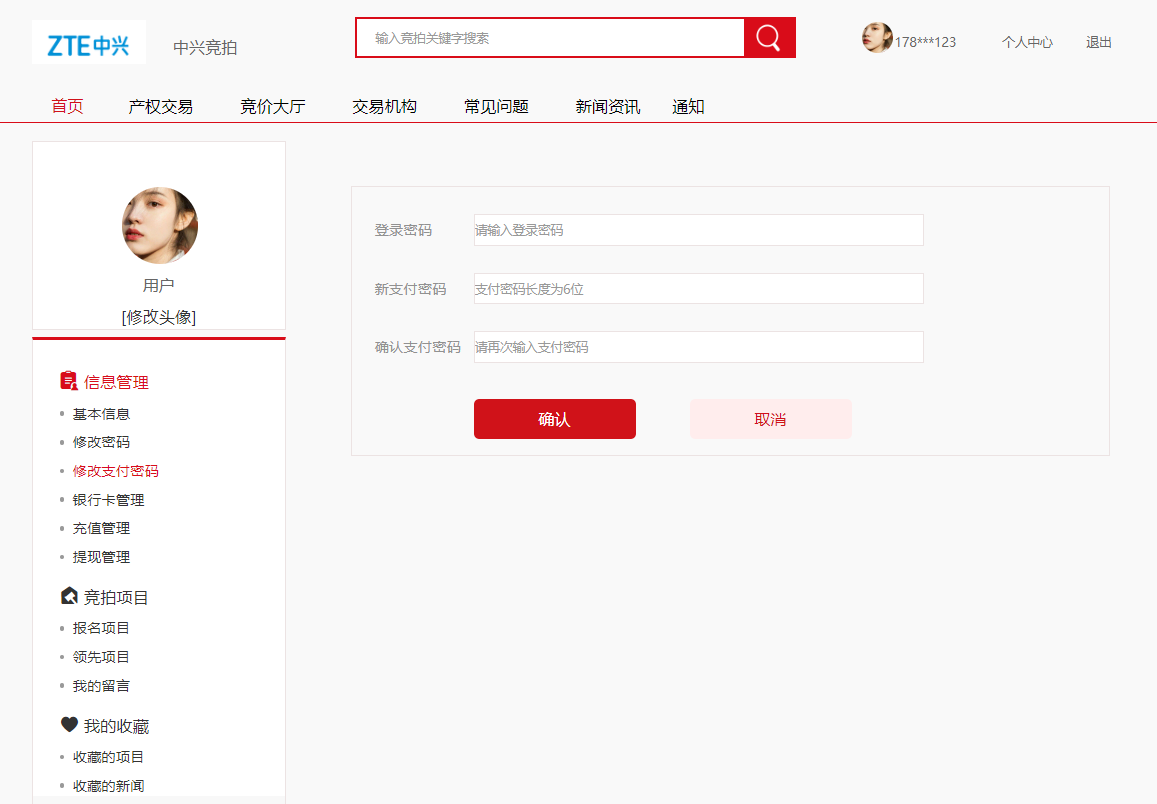 ZTE中兴
中兴竞拍
输入竞拍关键字搜索
178***123
个人中心
退出
首页
产权交易
竞价大厅
交易机构
常见问题
新闻资讯
通知
用户
[修改头像]
信息管理
基本信息
修改密码
修改支付密码
银行卡管理
充值管理
提现管理
竞拍项目
报名项目
领先项目
我的留言
我的收藏
收藏的项目
收藏的新闻
登录密码
请输入登录密码
新支付密码
支付密码长度为6位
确认支付密码
请再次输入支付密码
确认
取消